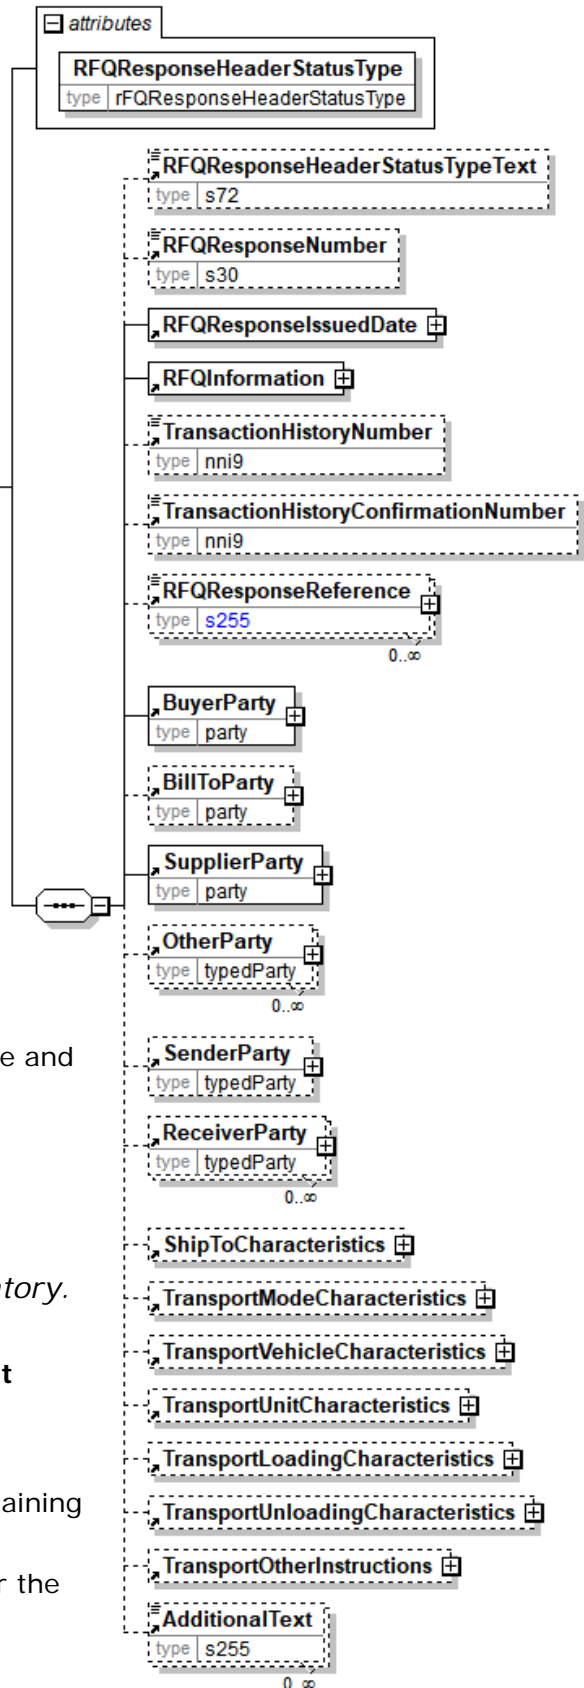 attributes
RFQResponseHeaderStatusType
type rFQResponseHeaderStatusType
RFQResponseHeaderStatusTypeText
type s72
RFQResponseNumber
type s30
RFQResponseIssuedDate
RFQInformation
TransactionHistoryNumber
type nni9
TransactionHistoryConfirmationNumber
type nni9
RFQResponseReference
type s255
0..∞
BuyerParty
type party
BillToParty
type party
SupplierParty
type party
OtherParty
type typedParty
0..∞
e and
SenderParty
type typedParty
ReceiverParty
type typedParty
0..∞
ShipToCharacteristics
ntory.
TransportModeCharacteristics
TransportVehicleCharacteristics
t
TransportUnitCharacteristics
TransportLoadingCharacteristics
aining
TransportUnloadingCharacteristics
TransportOtherInstructions
r the
AdditionalText
type s255
0..∞